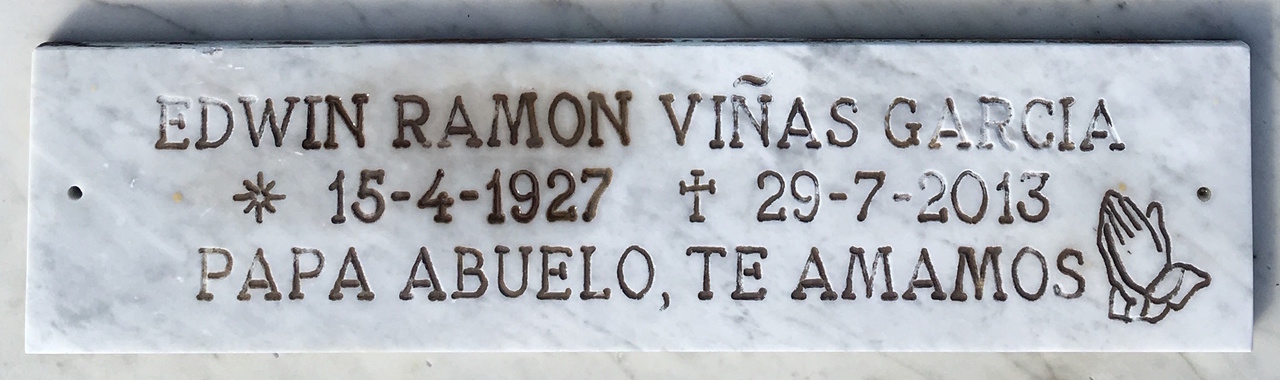 EDWIN RAMON VIÑAS GARCIA
* 15-4-1927 ✝ 29-7-2013
PAPA ABUELO, TE AMAMOS